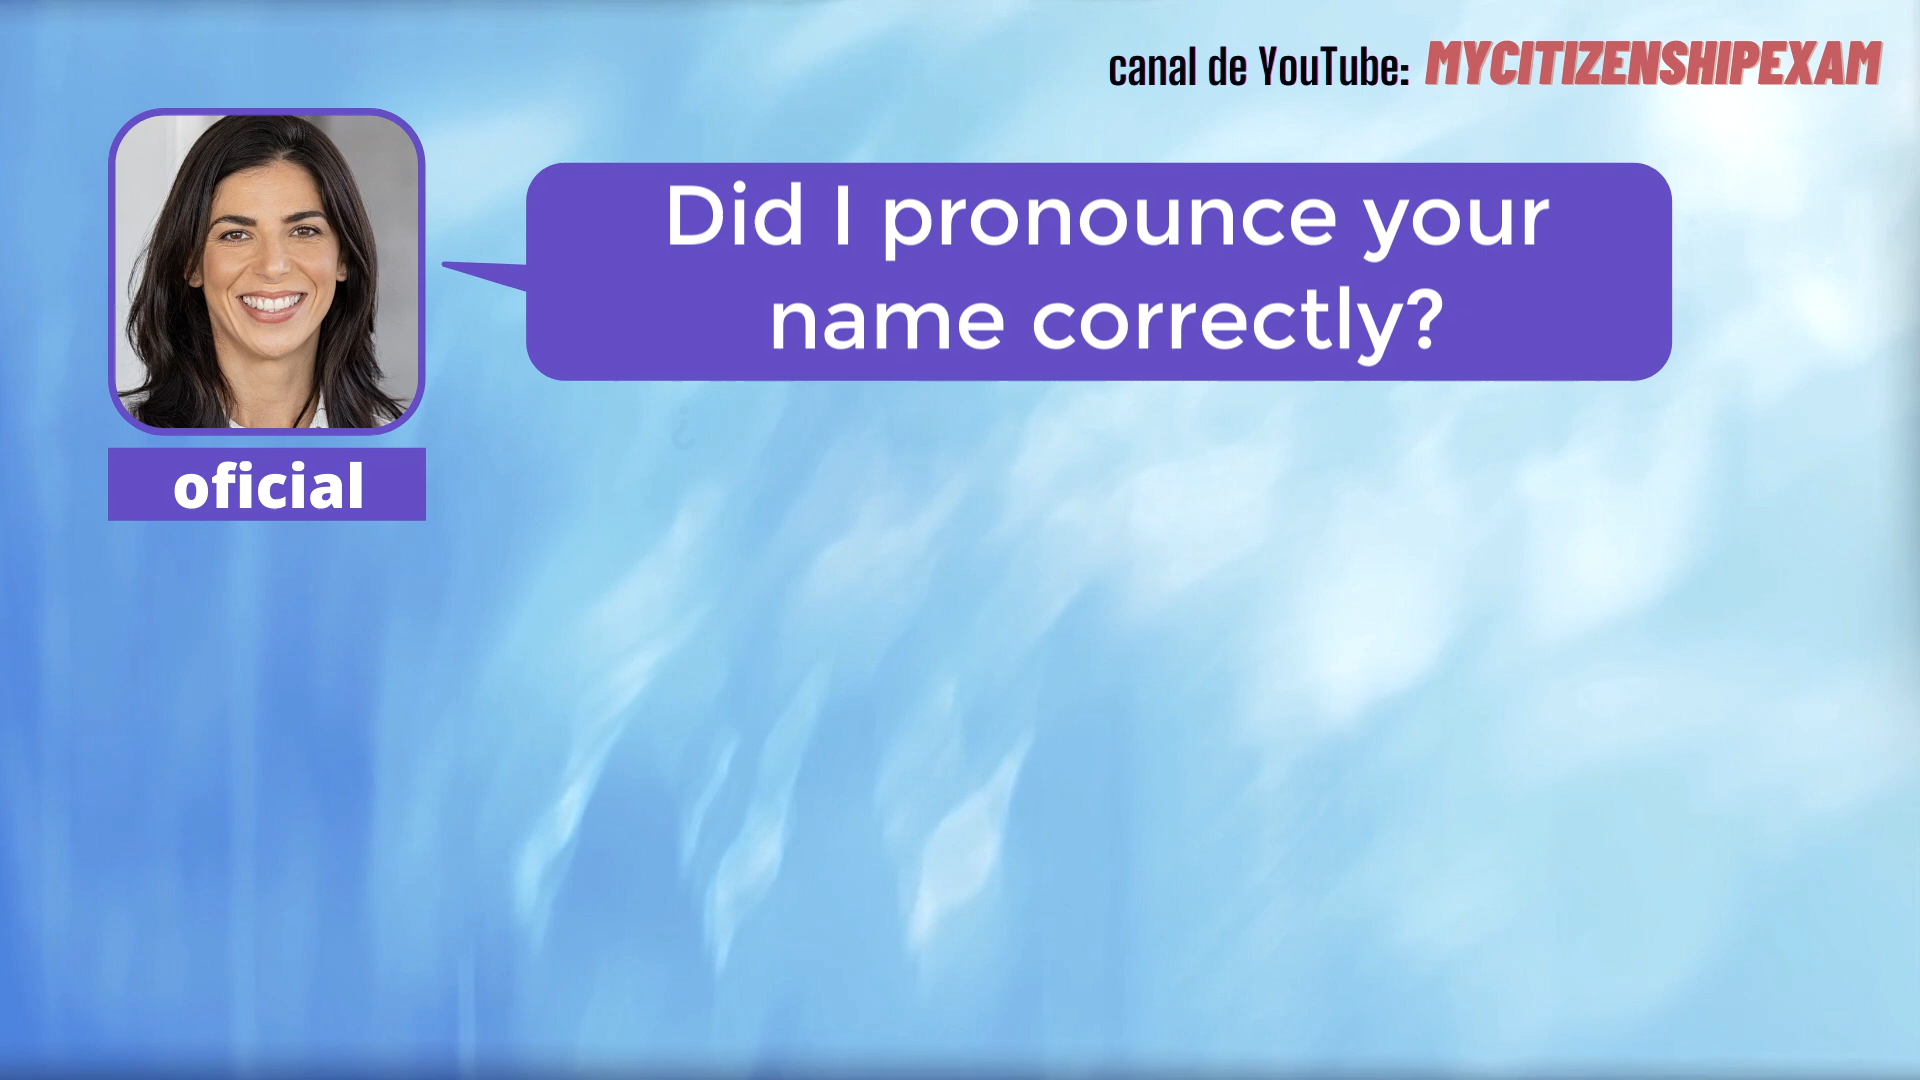 canal de YouTube: MYCITIZENSHIPEXAM
Did I pronounce your
name correctly?
¿
oficial